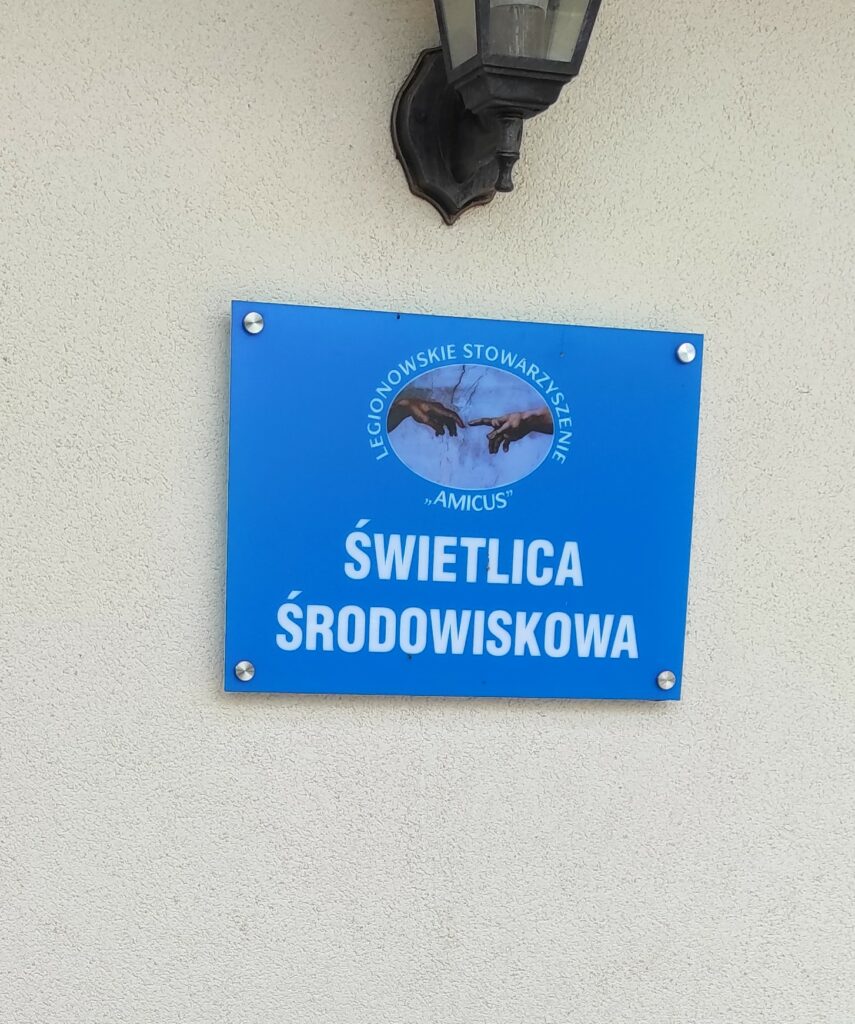 LEGIONOWSKIE STOWARZYSZENIE
„AMICUS”
ŚWIETLICA
ŚRODOWISKOWA